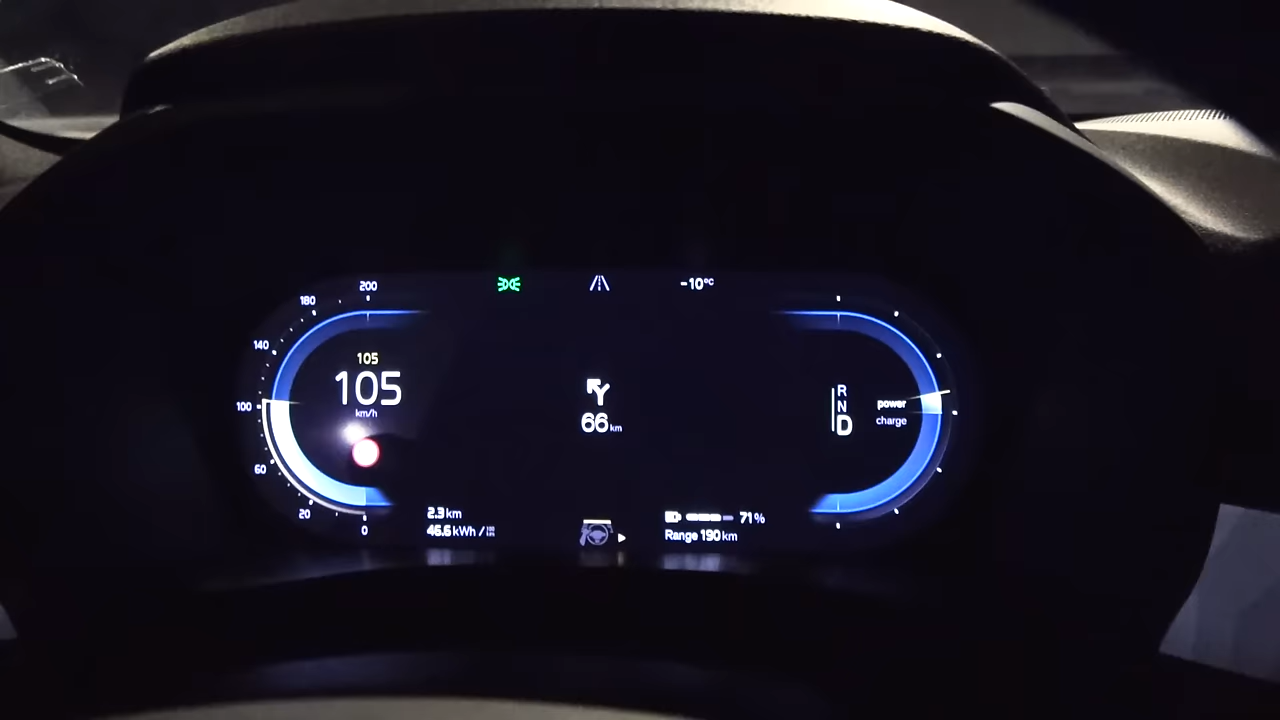 200
180
140
100
60
20
0
-10°C
105
105
km/h
66 km
R
N
D
power
charge
2.3 km
46.6 kWh /
71%
Range 190 km